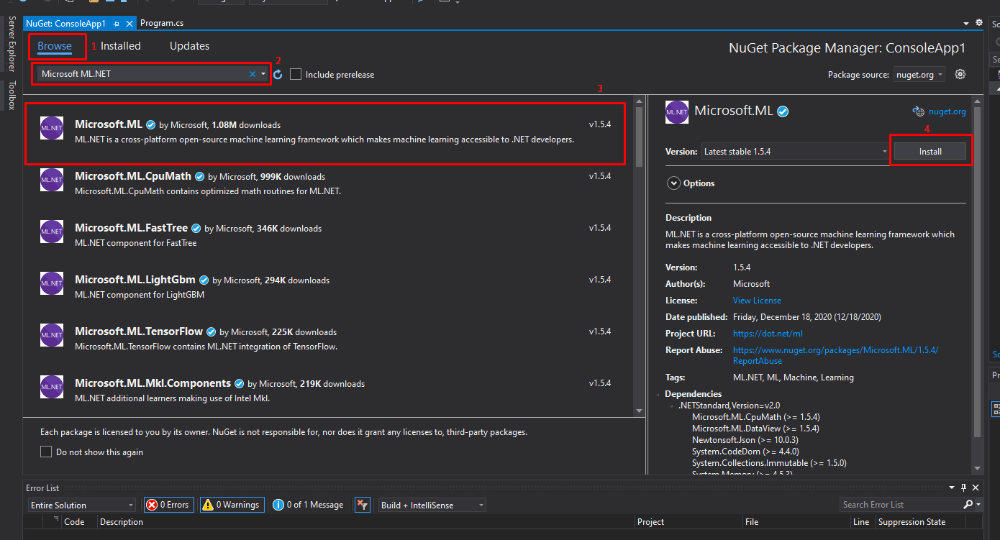 Server Explorer
Toolbox
NuGet: ConsoleApp1
Program.cs
Browse
1
Installed
Updates
NuGet Package Manager: ConsoleApp1
2
Microsoft ML.NET
Include prerelease
Package source:
nuget.org
3
ML.NET
Microsoft.ML by Microsoft, 1.08M downloads
v1.5.4
ML.NET is a cross-platform open-source machine learning framework which makes machine learning accessible to .NET developers.
ML.NET
Microsoft.ML.CpuMath by Microsoft, 999K downloads
v1.5.4
Microsoft.ML.CpuMath contains optimized math routines for ML.NET.
ML.NET
Microsoft.ML.FastTree by Microsoft, 346K downloads
v1.5.4
ML.NET component for FastTree
ML.NET
Microsoft.ML.LightGbm by Microsoft, 294K downloads
v1.5.4
ML.NET component for LightGBM
ML.NET
Microsoft.ML.TensorFlow by Microsoft, 225K downloads
v1.5.4
Microsoft.ML.TensorFlow contains ML.NET integration of TensorFlow.
ML.NET
Microsoft.ML.Mkl.Components by Microsoft, 219K downloads
v1.5.4
ML.NET additional learners making use of Intel Mkl.
Each package is licensed to you by its owner. NuGet is not responsible for, nor does it grant any licenses to, third-party packages.
Do not show this again
ML.NET
Microsoft.ML
nuget.org
4
Version:
Latest stable 1.5.4
Install
Options
Description
ML.NET is a cross-platform open-source machine learning framework which
makes machine learning accessible to .NET developers.
Version: 1.5.4
Author(s): Microsoft
License: View License
Date published: Friday, December 18, 2020 (12/18/2020)
Project URL: https://dot.net/ml
Report Abuse: https://www.nuget.org/packages/Microsoft.ML/1.5.4/
ReportAbuse
Tags: ML.NET, ML, Machine, Learning
Dependencies
.NETStandard,Version=v2.0
Microsoft.ML.CpuMath (>= 1.5.4)
Microsoft.ML.DataView (>= 1.5.4)
Newtonsoft.Json (>= 10.0.3)
System.CodeDom (>= 4.4.0)
System.Collections.Immutable (>= 1.5.0)
System.Memory (>= 4.5.3)
Error List
Entire Solution
0 Errors
0 Warnings
0 of 1 Message
Build + IntelliSense
Search Error List
Code
Description
Project
File
Line
Suppression State